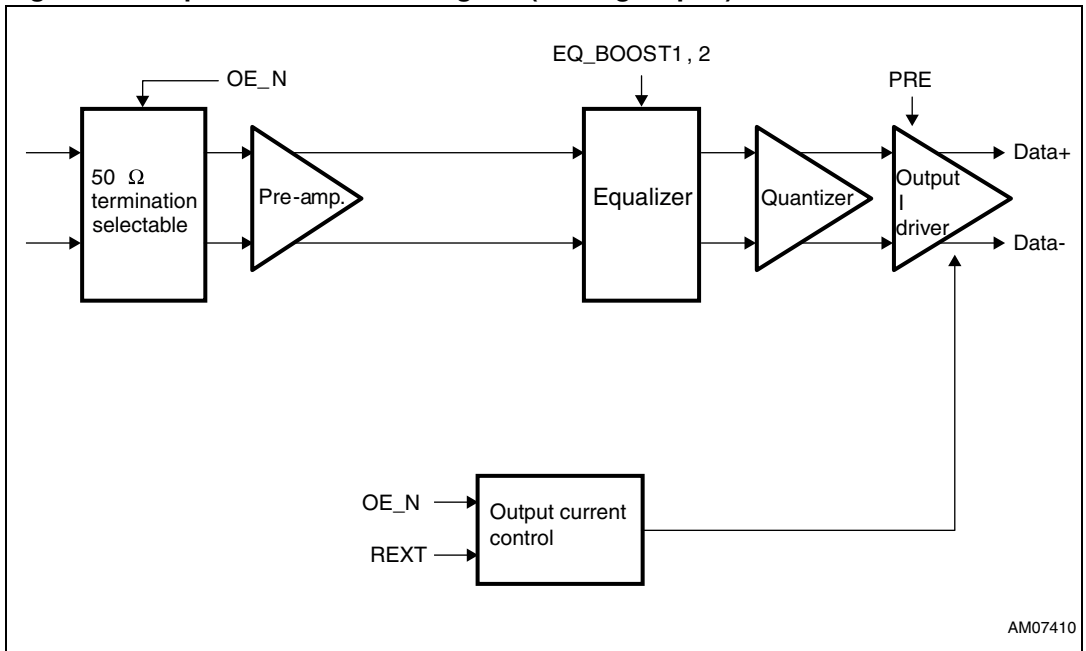 OE_N
EQ_BOOST1, 2
PRE
50 Ω
termination
selectable
Pre-amp.
Equalizer
Quantizer
Output
I
driver
Data+
Data-
OE_N
REXT
Output current
control
AM07410